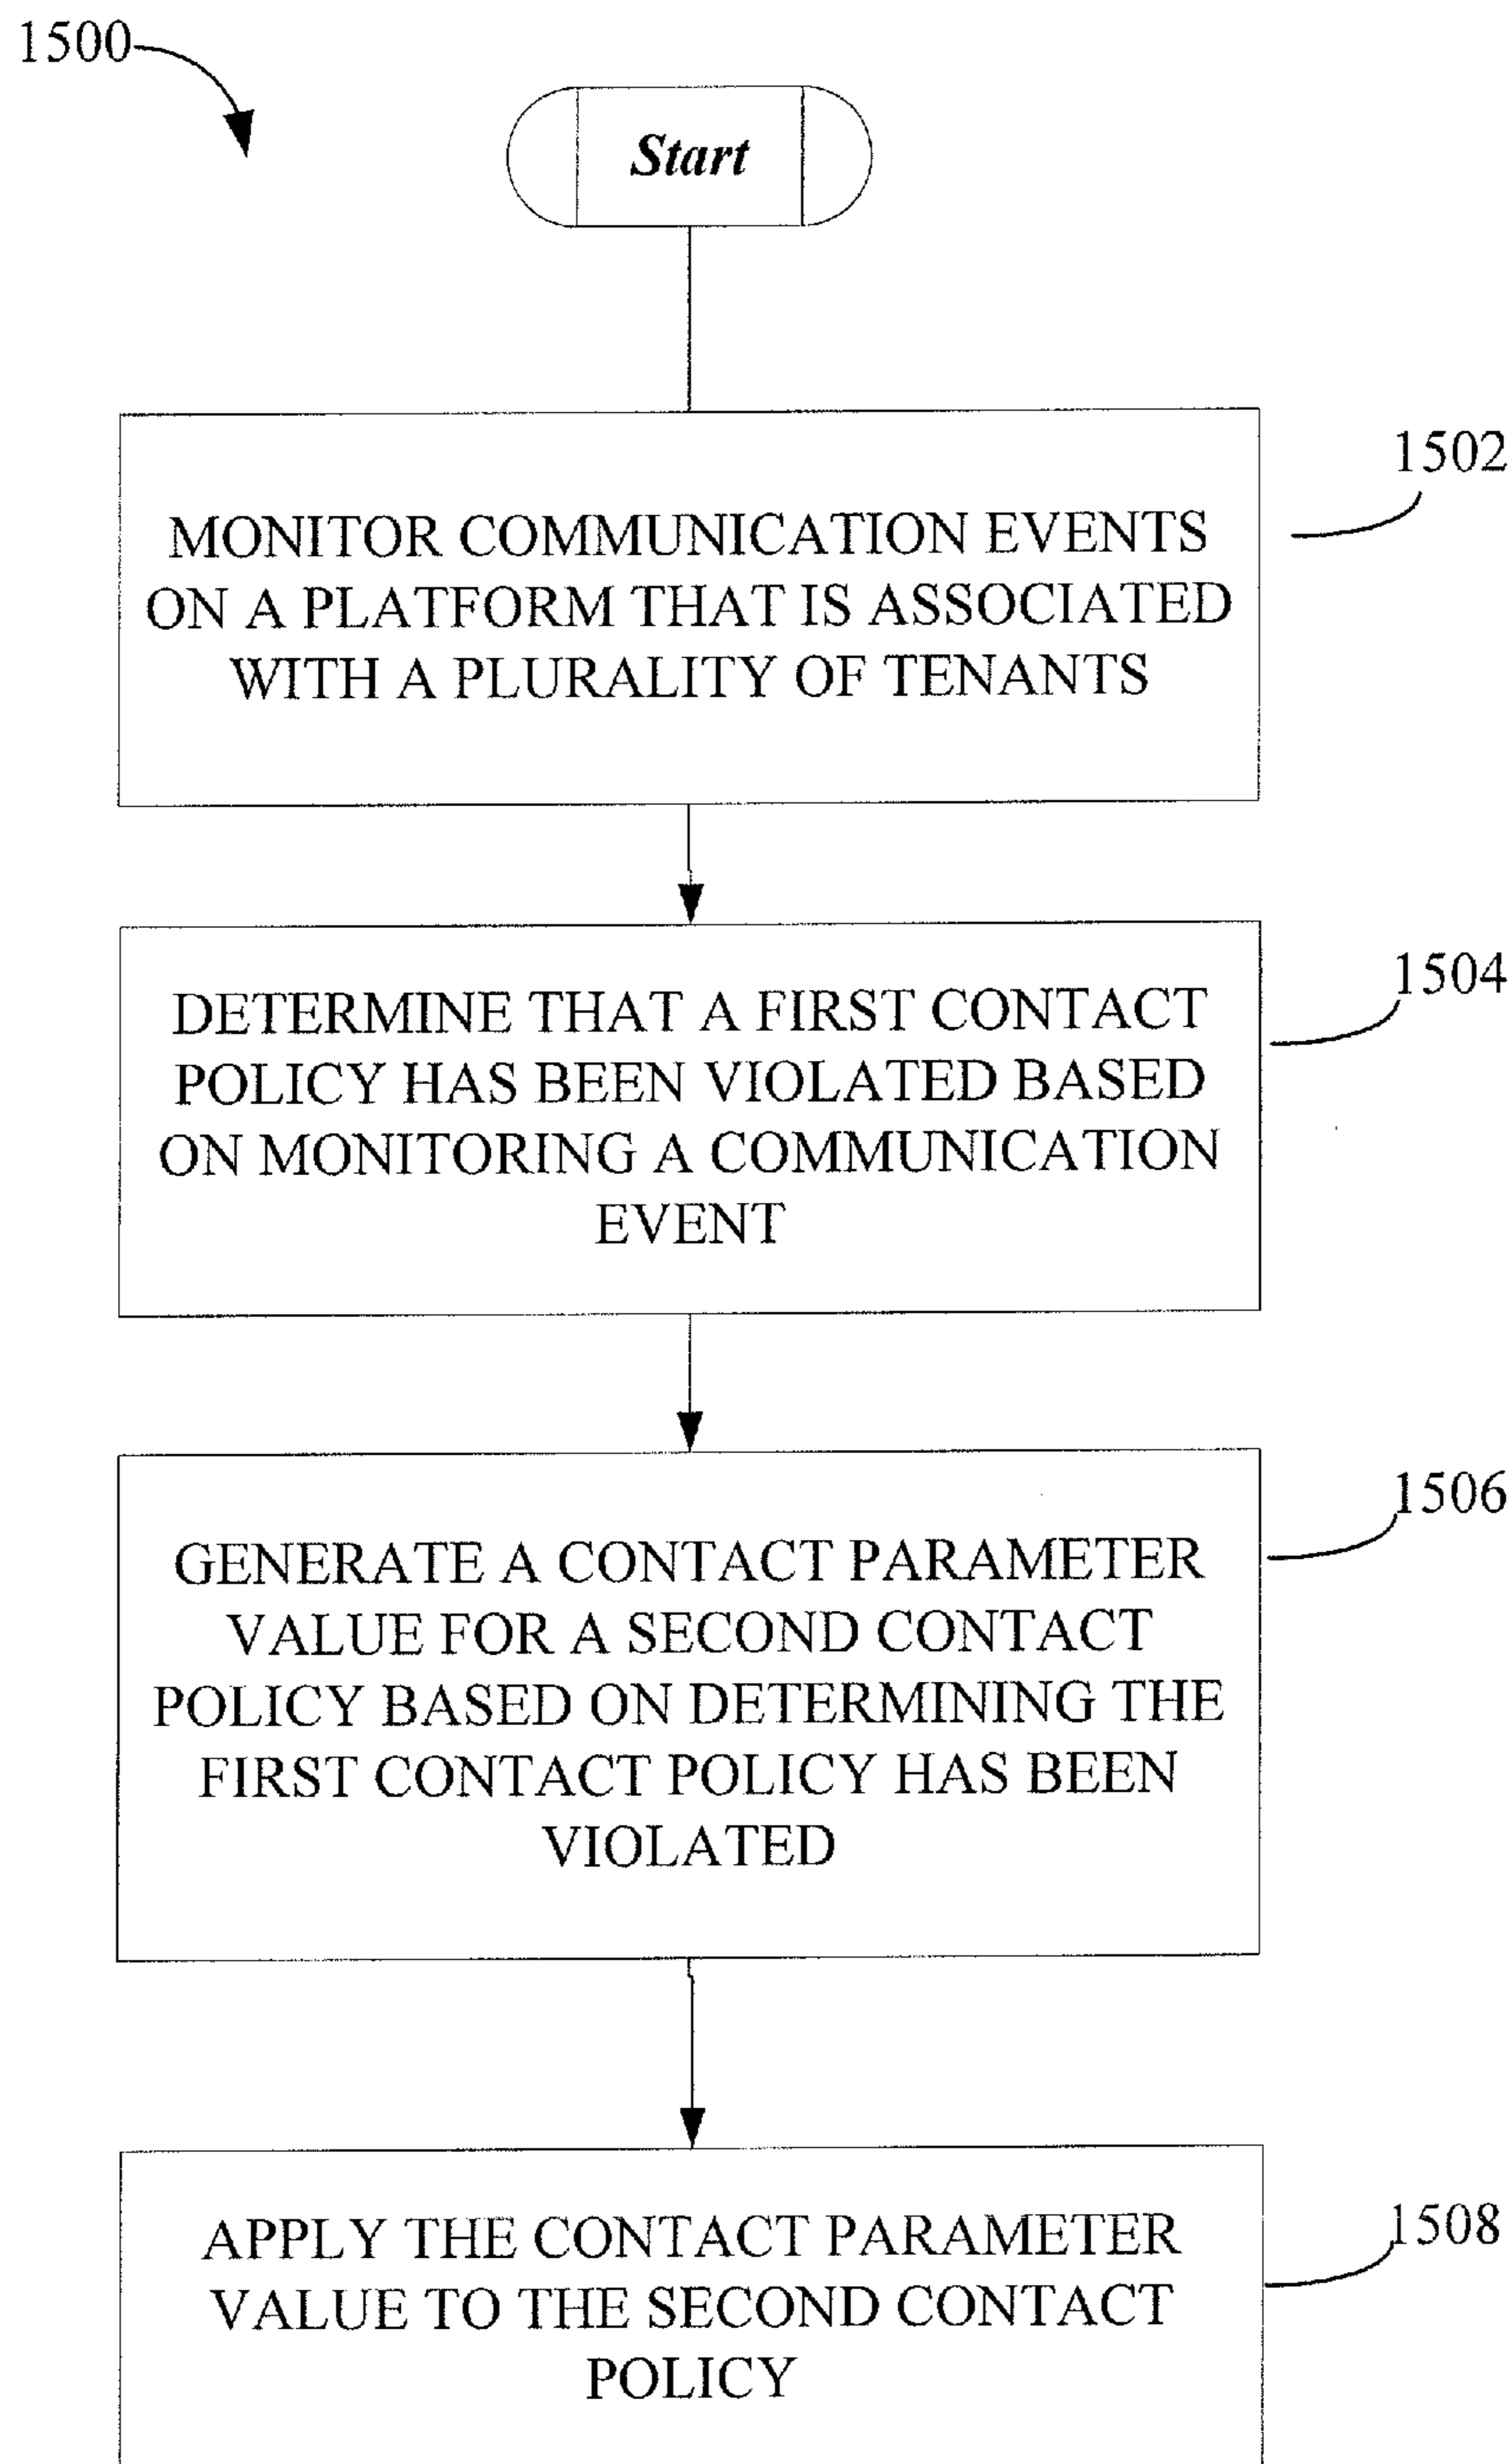 1500
Start
1502
MONITOR COMMUNICATION EVENTS
ON A PLATFORM THAT IS ASSOCIATED
WITH A PLURALITY OF TENANTS
1504
DETERMINE THAT A FIRST CONTACT
POLICY HAS BEEN VIOLATED BASED
ON MONITORING A COMMUNICATION
EVENT
1506
GENERATE A CONTACT PARAMETER
VALUE FOR A SECOND CONTACT
POLICY BASED ON DETERMINING THE
FIRST CONTACT POLICY HAS BEEN
VIOLATED
1508
APPLY THE CONTACT PARAMETER
VALUE TO THE SECOND CONTACT
POLICY